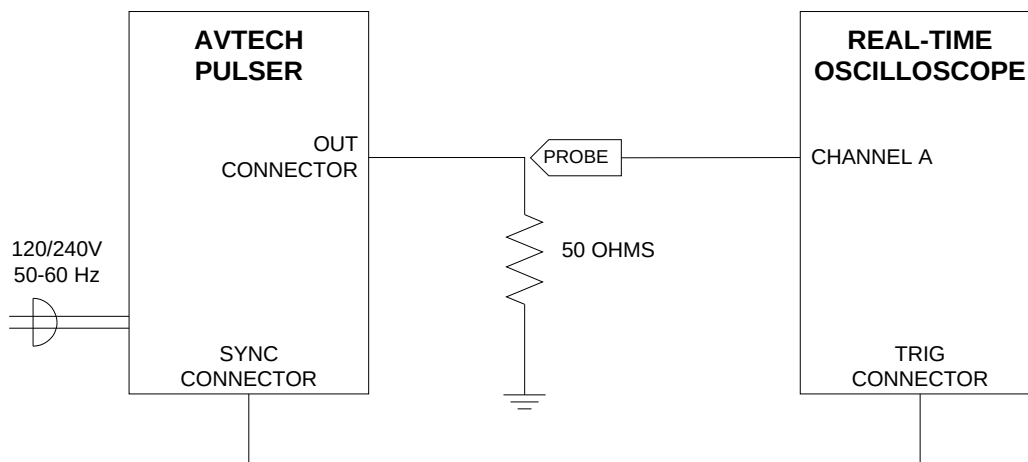 AVTECH
PULSER
REAL-TIME
OSCILLOSCOPE
OUT
CONNECTOR
PROBE
CHANNEL A
120/240V
50-60 Hz
50 OHMS
SYNC
CONNECTOR
TRIG
CONNECTOR